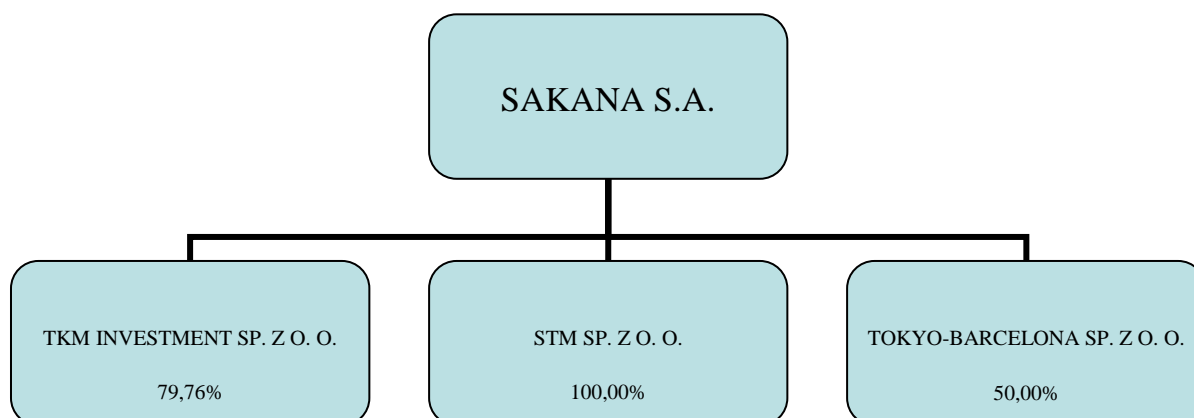 SAKANA S.A.
TKM INVESTMENT SP. Z O. O.
79,76%
STM SP. Z O. O.
100,00%
TOKYO-BARCELONA SP. Z O. O.
50,00%